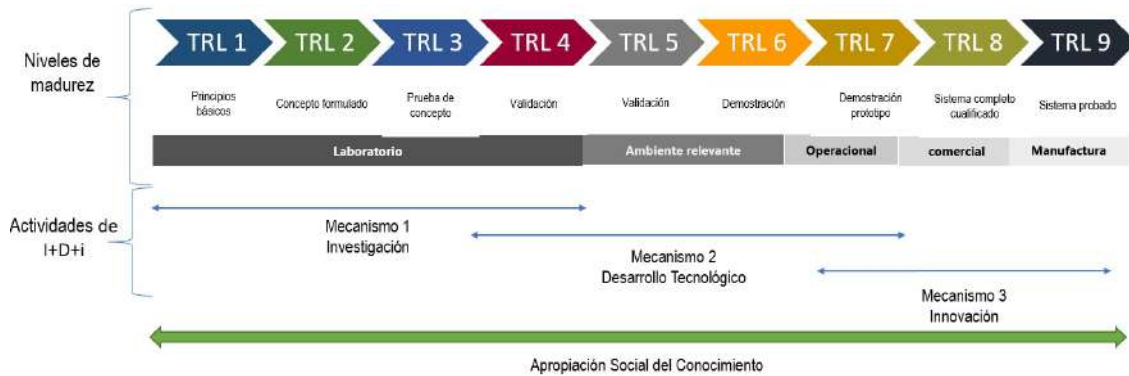 TRL 1 TRL 2 TRL 3 TRL 4 TRL 5 TRL 6 TRL 7 TRL 8 TRL 9
Niveles de
madurez
Principios
básicos
Concepto formulado
Prueba de
concepto
Validación
Validación
Demostración
Demostración
prototipo
Sistema completo
cualificado
Sistema probado
Laboratorio
Ambiente relevante
Operacional
comercial
Manufactura
Actividades de
I+D+i
Mecanismo 1
Investigación
Mecanismo 2
Desarrollo Tecnológico
Mecanismo 3
Innovación
Apropiación Social del Conocimiento